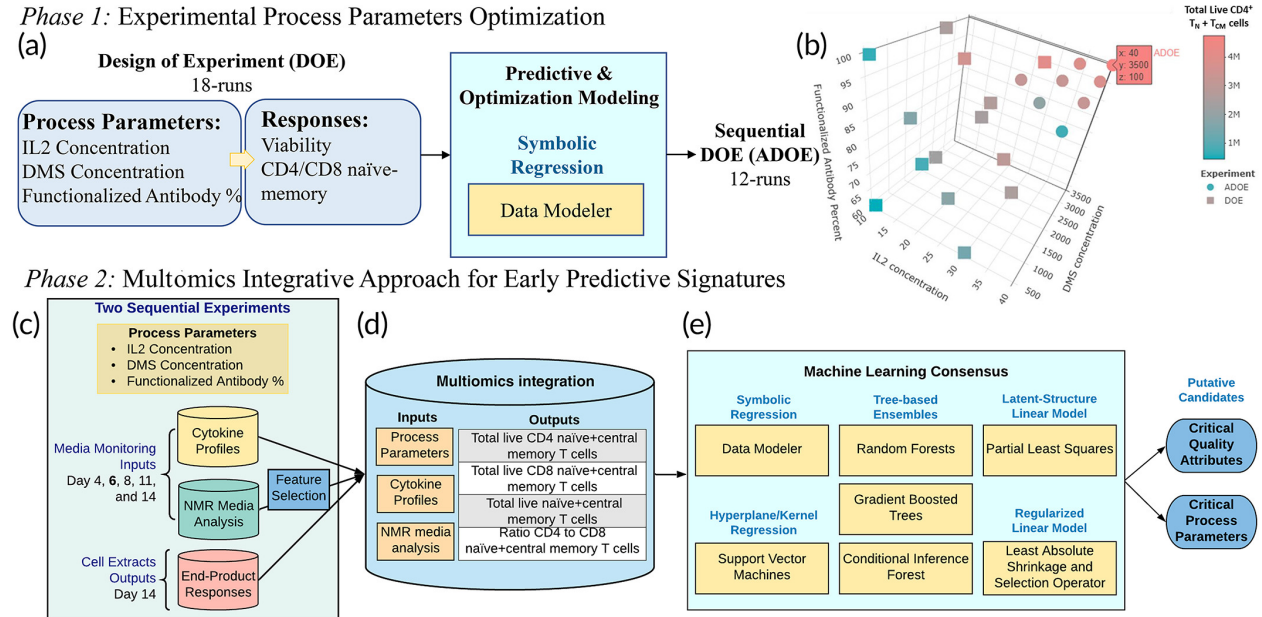 Phase 1: Experimental Process Parameters Optimization
(a)
Design of Experiment (DOE)
18-runs
Process Parameters:
IL2 Concentration
DMS Concentration
Functionalized Antibody %
Responses:
Viability
CD4/CD8 naïve-
memory
Predictive &
Optimization Modeling
Symbolic
Regression
Data Modeler
Sequential
DOE (ADOE)
12-runs
(b)
Functionalized Antibody Percent
100
95
90
85
80
75
70
65
60
10
15
20
25
30
35
40
IL2 concentration
500
1000
1500
2000
2500
3000
3500
DMS concentration
x: 40
y: 3500
z: 100
ADOE
Total Live CD4+
TN + TCM cells
4M
3M
2M
1M
Experiment
ADOE
DOE
Phase 2: Multomics Integrative Approach for Early Predictive Signatures
(c)
Two Sequential Experiments
Process Parameters
• IL2 Concentration
• DMS Concentration
• Functionalized Antibody %
Media Monitoring
Inputs
Day 4, 6, 8, 11,
and 14
Cytokine
Profiles
NMR Media
Analysis
Feature
Selection
Cell Extracts
Outputs
Day 14
End-Product
Responses
(d)
Multiomics integration
Inputs
Process
Parameters
Cytokine
Profiles
NMR media
analysis
Outputs
Total live CD4 naïve+central
memory T cells
Total live CD8 naïve+central
memory T cells
Total live naïve+central
memory T cells
Ratio CD4 to CD8
naïve+central memory T cells
(e)
Machine Learning Consensus
Symbolic
Regression
Data Modeler
Tree-based
Ensembles
Random Forests
Gradient Boosted
Trees
Conditional Inference
Forest
Latent-Structure
Linear Model
Partial Least Squares
Hyperplane/Kernel
Regression
Support Vector
Machines
Regularized
Linear Model
Least Absolute
Shrinkage and
Selection Operator
Putative
Candidates
Critical
Quality
Attributes
Critical
Process
Parameters